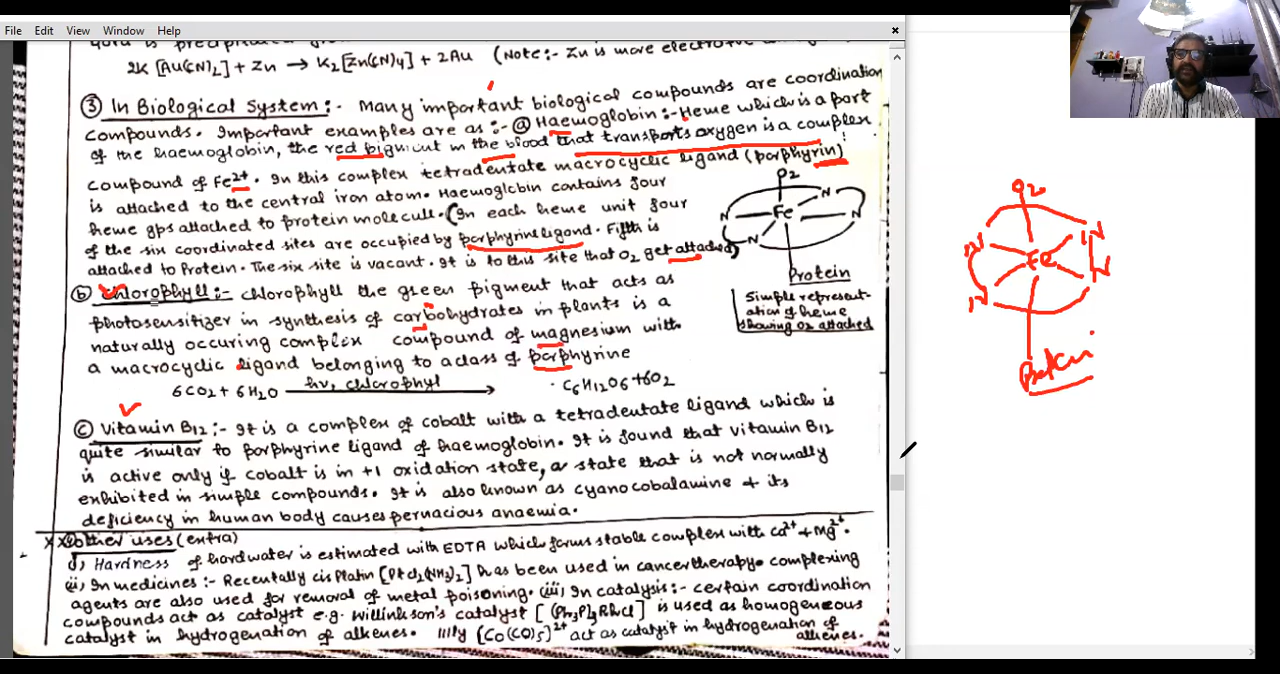 File Edit View Window Help
2K [Au(CN)2] + Zn → K2[Zn(CN)4] + 2Au (Note:- Zn is more
③ In Biological System:- Many important biological compounds are coordination
compounds. Important examples are as :- ⓐ Haemoglobin:- Heme which is a part
of the haemoglobin, the red pigment in the blood that transports oxygen is a complex
compound of Fe2+. In this complex tetradentate macrocyclic ligand (porphyrin)
is attached to the central iron atom. Haemoglobin contains four
heme gps attached to protein molecule. (In each heme unit four
of the six coordinated sites are occupied by porphyrine ligand. Fifth is
attached to Protein. The six site is vacant. It is to this site that O2 get attached)
O2
N
N
Fe
N
N
Protein
Simple represent-
ation of heme
showing O2 attached
ⓑ Chlorophyll:- chlorophyll the green pigment that acts as
photosensitizer in synthesis of carbohydrates in plants is a
naturally occuring complex compound of magnesium with
a macrocyclic ligand belonging to a class of porphyrine
6CO2 + 6H2O hν, chlorophyl → C6H12O6 + 6O2
ⓒ Vitamin B12:- It is a complex of cobalt with a tetradentate ligand which is
quite similar to porphyrine ligand of haemoglobin. It is found that vitamin B12
is active only if cobalt is in +1 oxidation state, a state that is not normally
exhibited in simple compounds. It is also known as cyanocobalamine + its
deficiency in human body causes pernacious anaemia.
Other uses (extra)
i) Hardness of hardwater is estimated with EDTA which forms stable complex with Ca2+ + Mg2+.
(ii) In medicines :- Recentally cis platin [PtCl2(NH3)2] has been used in cancer therapy. complexing
agents are also used for removal of metal poisoning. (iii) In catalysis:- certain coordination
compounds act as catalyst e.g. Willinkson's catalyst [(Ph3P)3RhCl] is used as homogeneous
catalyst in hydrogenation of alkenes. llly [Co(CO)5]2+ act as catalyst in hydrogenation of
alkenes.
O2
N
N
Fe
N
N
Protein